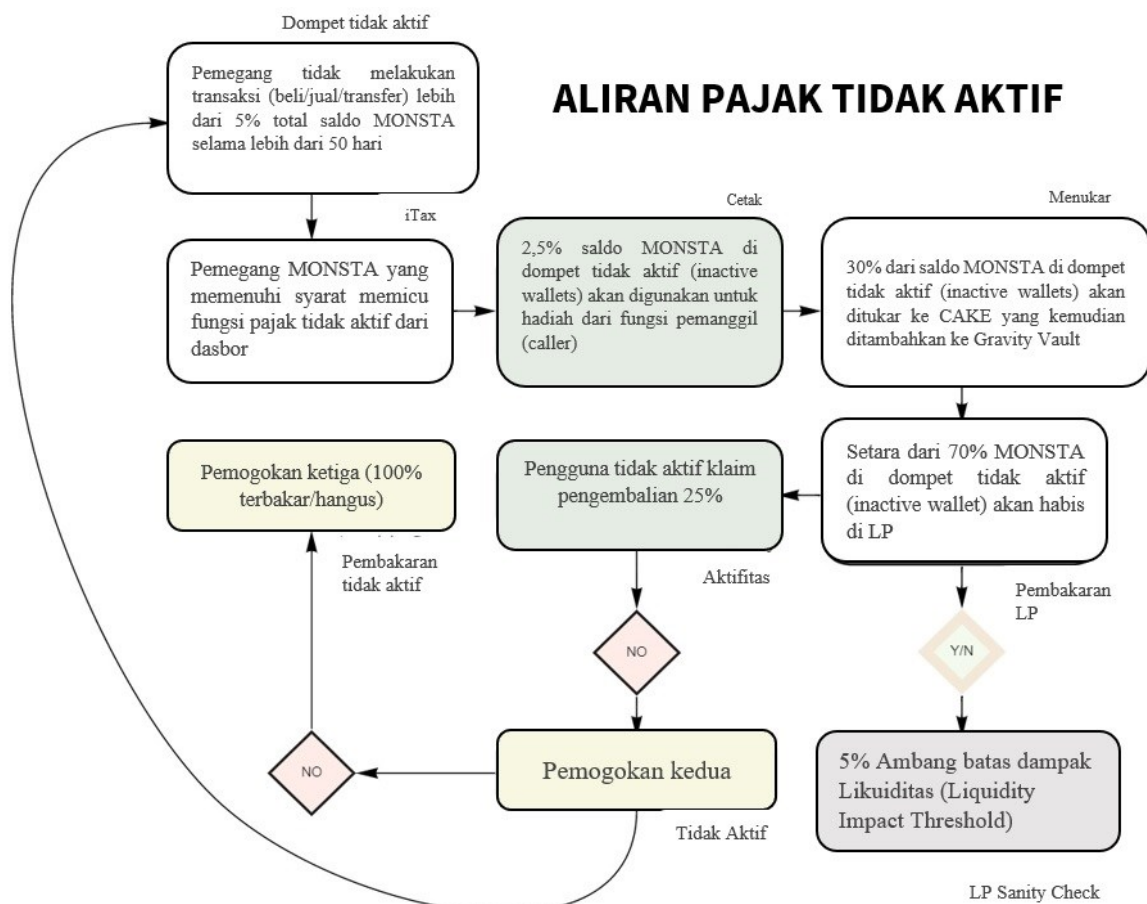 Dompet tidak aktif
Pemegang tidak melakukan
transaksi (beli/jual/transfer) lebih
dari 5% total saldo MONSTA
selama lebih dari 50 hari
ALIRAN PAJAK TIDAK AKTIF
iTax
Pemegang MONSTA yang
memenuhi syarat memicu
fungsi pajak tidak aktif dari
dasbor
Cetak
2,5% saldo MONSTA di
dompet tidak aktif (inactive
wallets) akan digunakan untuk
hadiah dari fungsi pemanggil
(caller)
Menukar
30% dari saldo MONSTA di dompet
tidak aktif (inactive wallets) akan
ditukar ke CAKE yang kemudian
ditambahkan ke Gravity Vault
Pemogokan ketiga (100%
terbakar/hangus)
Pembakaran
tidak aktif
Pengguna tidak aktif klaim
pengembalian 25%
Aktifitas
Setara dari 70% MONSTA
di dompet tidak aktif
(inactive wallet) akan habis
di LP
Pembakaran
LP
NO
Y/N
NO
Pemogokan kedua
Tidak Aktif
5% Ambang batas dampak
Likuiditas (Liquidity
Impact Threshold)
LP Sanity Check